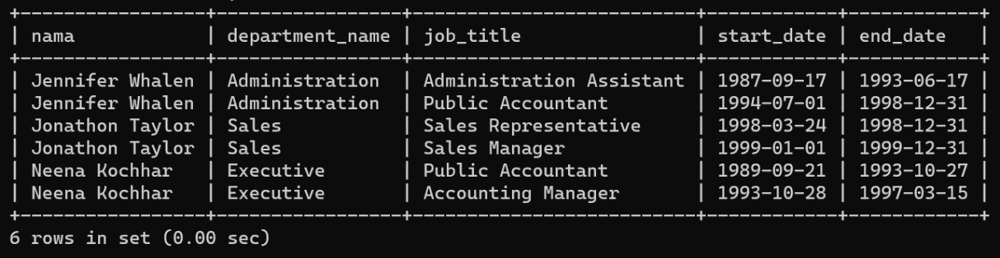 +-----------------+-----------------+--------------------------+------------+------------+
| nama            | department_name | job_title                | start_date | end_date   |
+-----------------+-----------------+--------------------------+------------+------------+
| Jennifer Whalen | Administration  | Administration Assistant | 1987-09-17 | 1993-06-17 |
| Jennifer Whalen | Administration  | Public Accountant        | 1994-07-01 | 1998-12-31 |
| Jonathon Taylor | Sales           | Sales Representative     | 1998-03-24 | 1998-12-31 |
| Jonathon Taylor | Sales           | Sales Manager            | 1999-01-01 | 1999-12-31 |
| Neena Kochhar   | Executive       | Public Accountant        | 1989-09-21 | 1993-10-27 |
| Neena Kochhar   | Executive       | Accounting Manager       | 1993-10-28 | 1997-03-15 |
+-----------------+-----------------+--------------------------+------------+------------+
6 rows in set (0.00 sec)